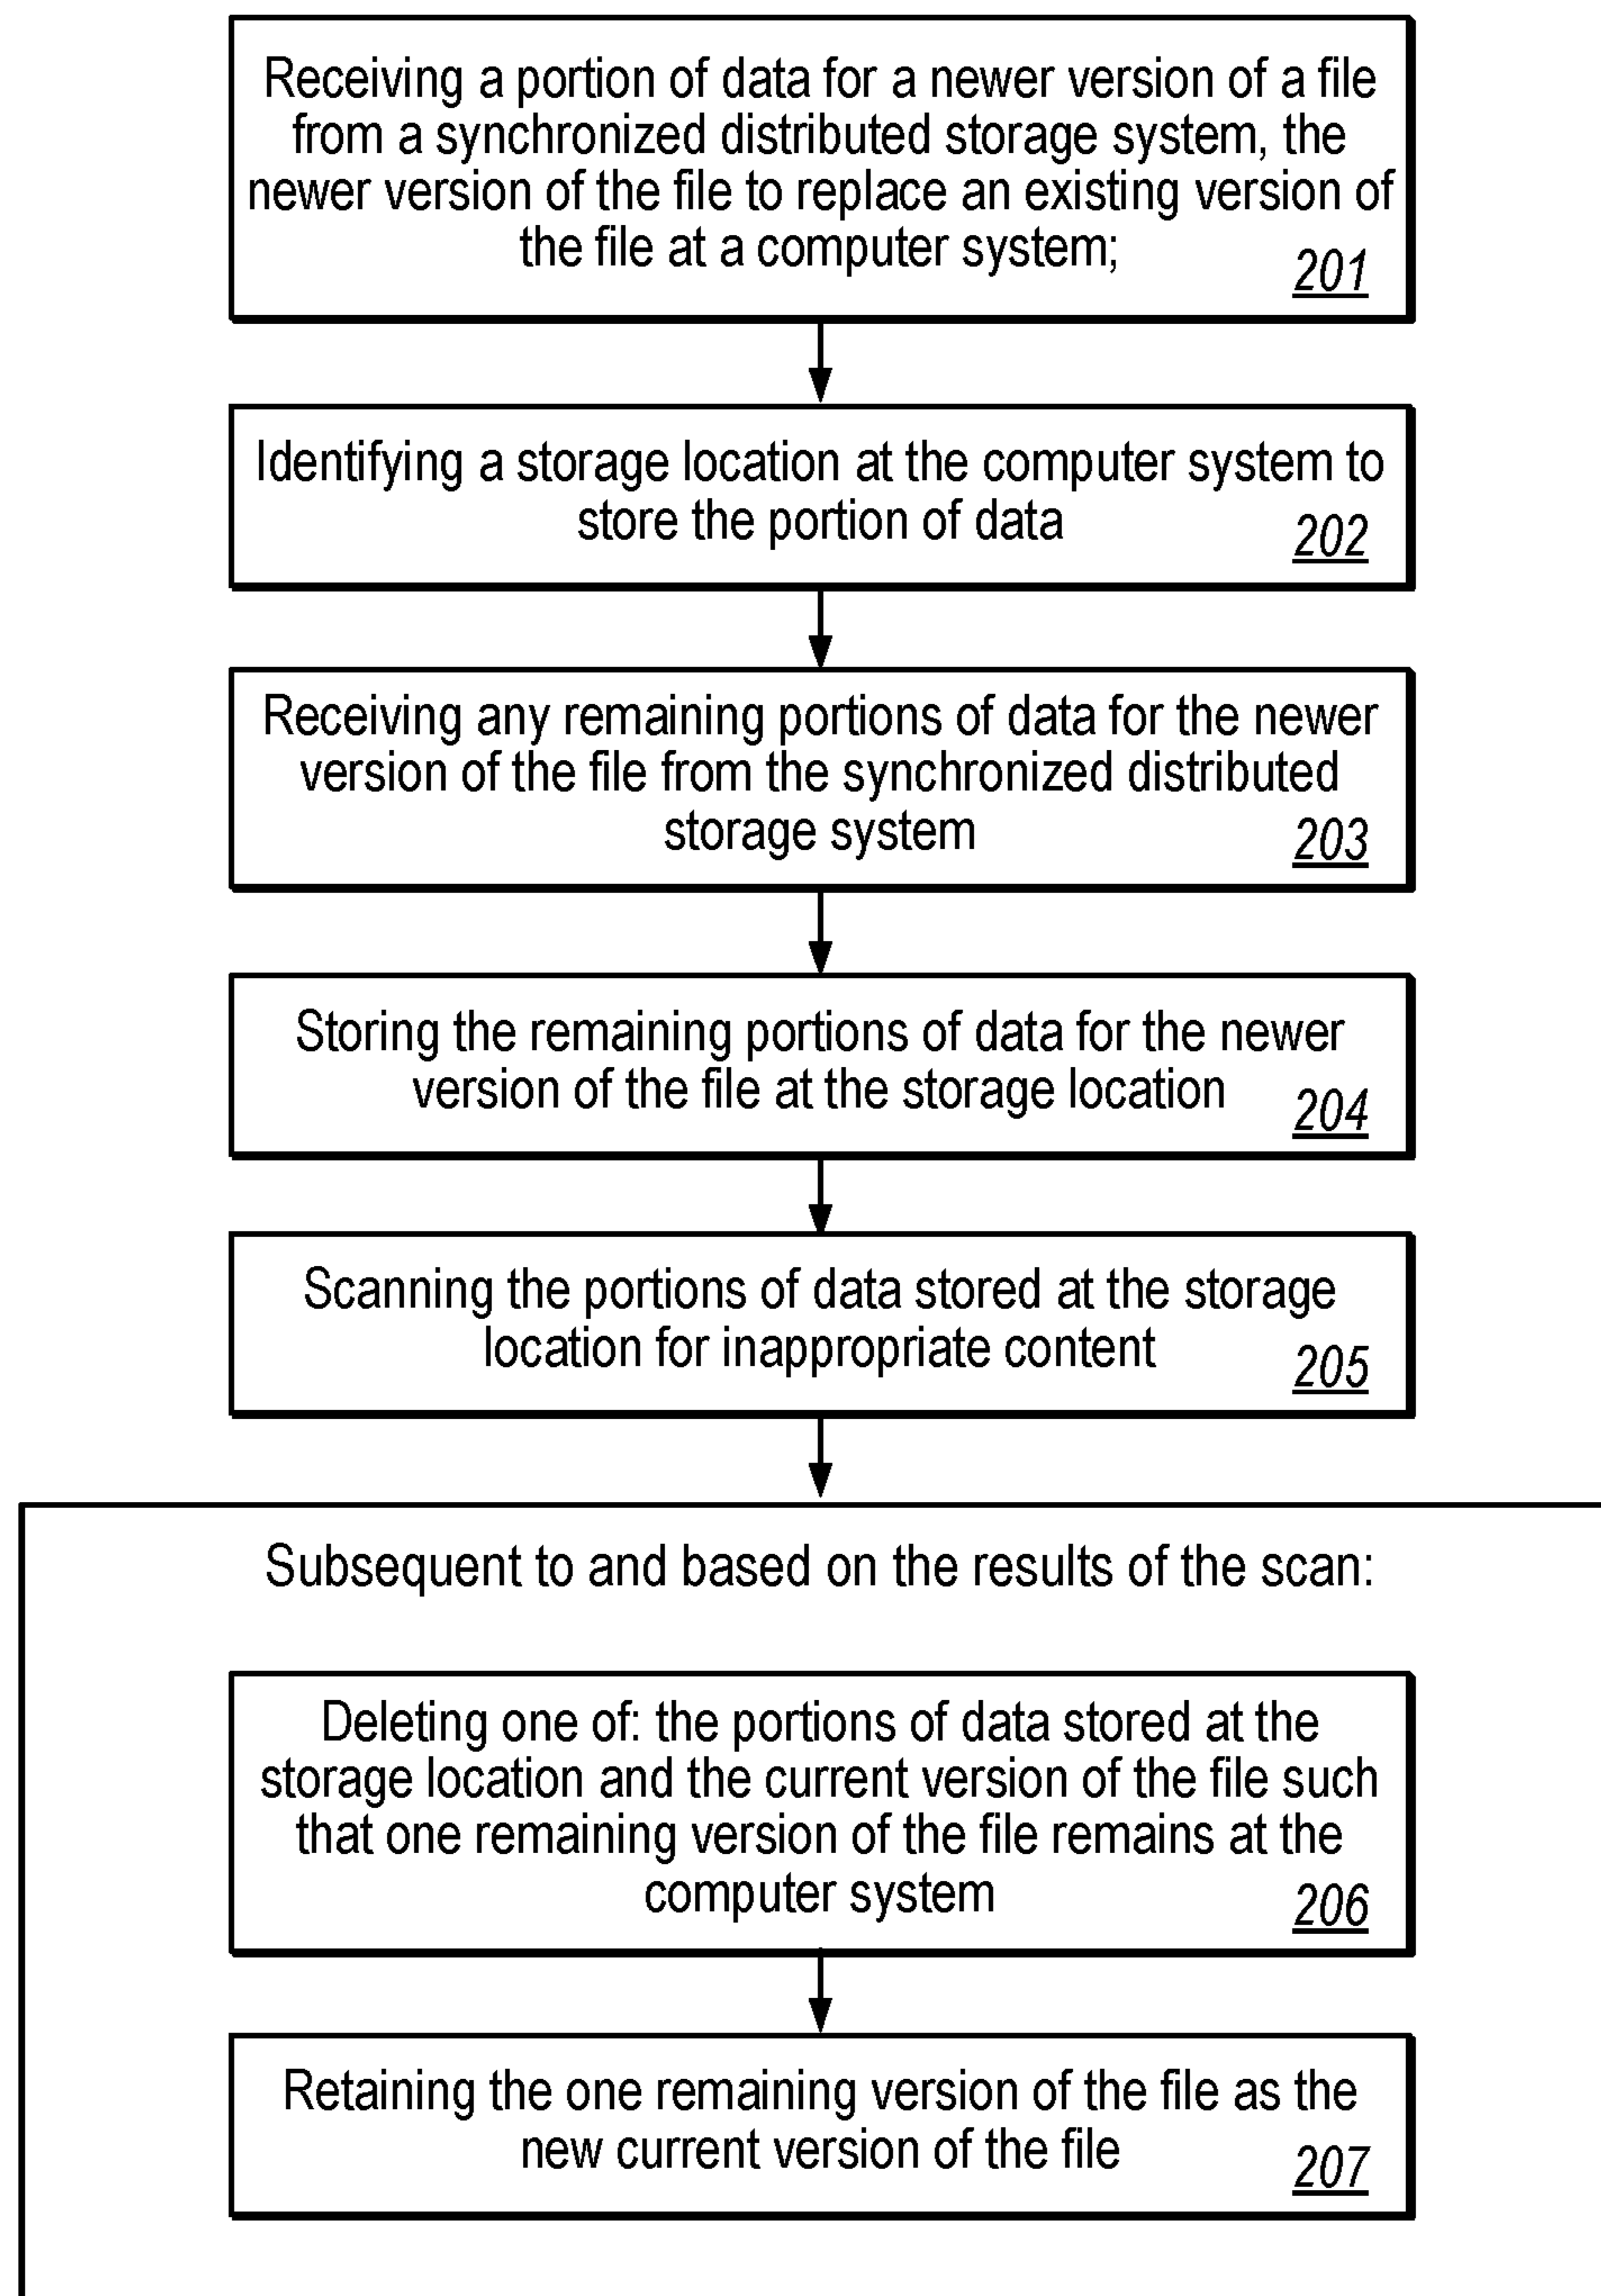 Receiving a portion of data for a newer version of a file
from a synchronized distributed storage system, the
newer version of the file to replace an existing version of
the file at a computer system;
201
Identifying a storage location at the computer system to
store the portion of data
202
Receiving any remaining portions of data for the newer
version of the file from the synchronized distributed
storage system
203
Storing the remaining portions of data for the newer
version of the file at the storage location
204
Scanning the portions of data stored at the storage
location for inappropriate content
205
Subsequent to and based on the results of the scan:
Deleting one of: the portions of data stored at the
storage location and the current version of the file such
that one remaining version of the file remains at the
computer system
206
Retaining the one remaining version of the file as the
new current version of the file
207